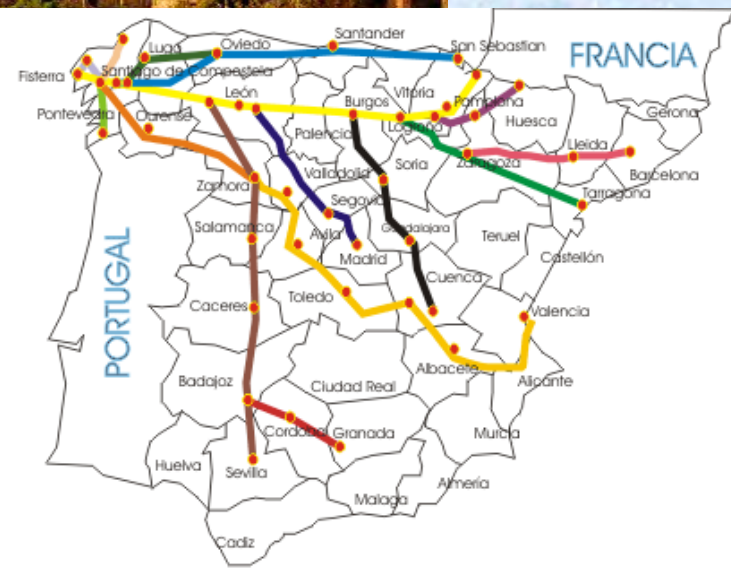 Santander
Lugo
Oviedo
San Sebastian
FRANCIA
Fisterra
Santiago de Compostela
León
Vitoria
Burgos
Pamplona
Pontevedra
Ourense
Huesca
Gerona
Logroño
Palencia
Lleida
Soria
Zaragoza
Valladolid
Barcelona
Zamora
Tarragona
Segovia
Salamanca
Guadalajara
Avila
Teruel
Madrid
Castellón
PORTUGAL
Cuenca
Toledo
Caceres
Valencia
Albacete
Badajoz
Ciudad Real
Alicante
Cordoba
Granada
Murcia
Huelva
Sevilla
Almería
Malaga
Cadiz